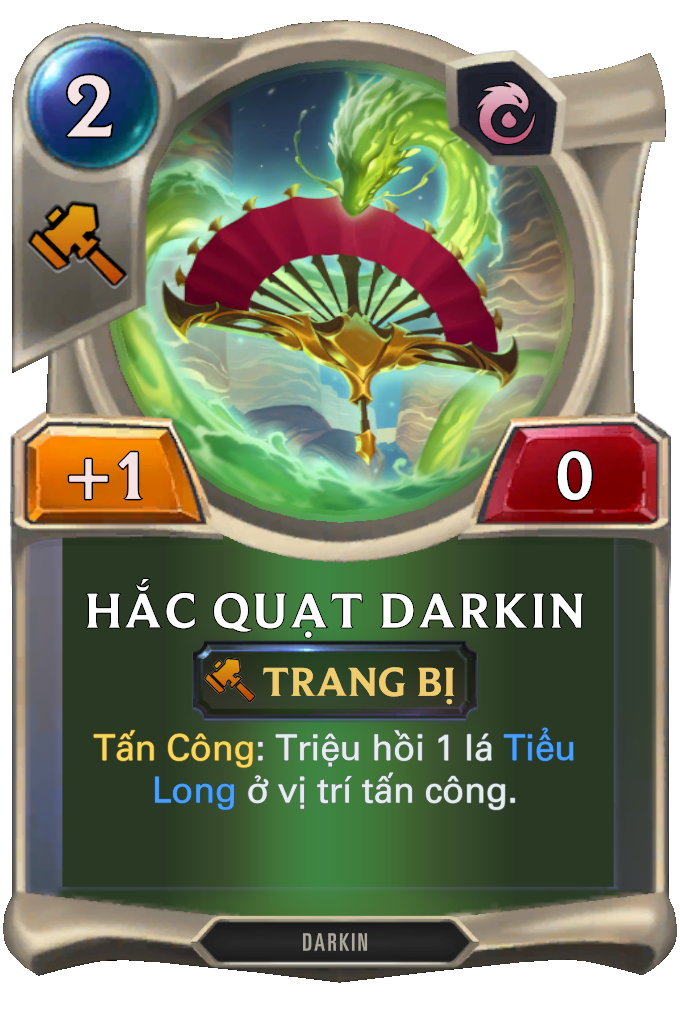 2
+1
0
HẮC QUẠT DARKIN
TRANG BỊ
Tấn Công: Triệu hồi 1 lá Tiểu
Long ở vị trí tấn công.
DARKIN